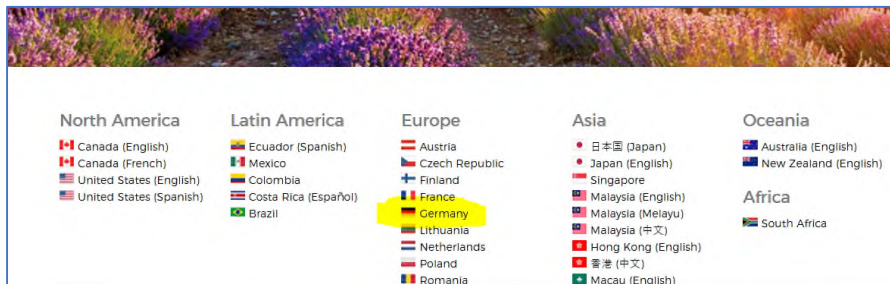 North America
Canada (English)
Canada (French)
United States (English)
United States (Spanish)
Latin America
Ecuador (Spanish)
Mexico
Colombia
Costa Rica (Español)
Brazil
Europe
Austria
Czech Republic
Finland
France
Germany
Lithuania
Netherlands
Poland
Romania
Asia
日本国 (Japan)
Japan (English)
Singapore
Malaysia (English)
Malaysia (Melayu)
Malaysia (中文)
Hong Kong (English)
香港 (中文)
Macau (English)
Oceania
Australia (English)
New Zealand (English)
Africa
South Africa